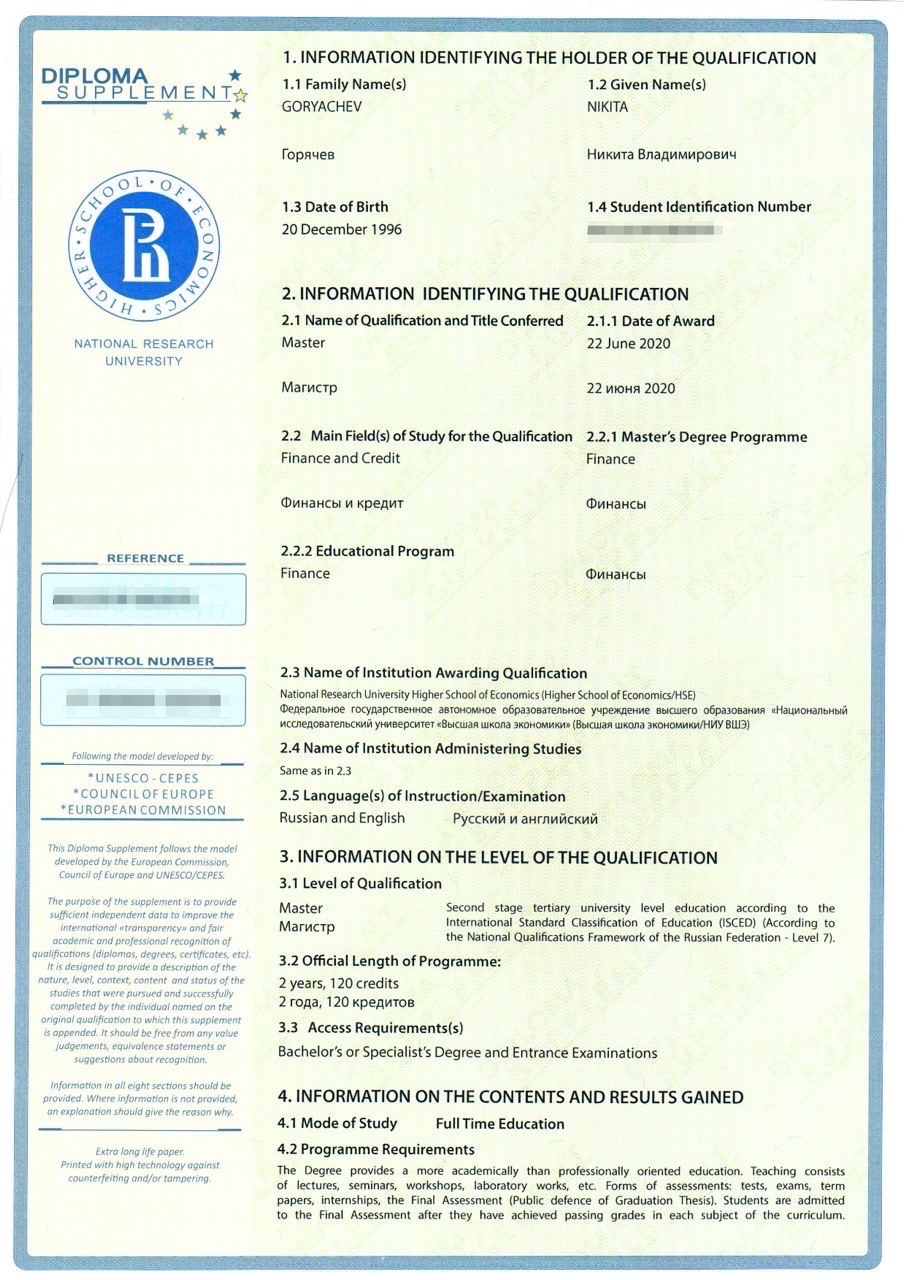 DIPLOMA
SUPPLEMENT
HIGHER · SCHOOL · OF · ECONOMICS
NATIONAL RESEARCH
UNIVERSITY
REFERENCE
CONTROL NUMBER
Following the model developed by:
*UNESCO - CEPES
*COUNCIL OF EUROPE
*EUROPEAN COMMISSION
This Diploma Supplement follows the model
developed by the European Commission,
Council of Europe and UNESCO/CEPES.
The purpose of the supplement is to provide
sufficient independent data to improve the
international «transparency» and fair
academic and professional recognition of
qualifications (diplomas, degrees, certificates, etc).
It is designed to provide a description of the
nature, level, context, content and status of the
studies that were pursued and successfully
completed by the individual named on the
original qualification to which this supplement
is appended. It should be free from any value
judgements, equivalence statements or
suggestions about recognition.
Information in all eight sections should be
provided. Where information is not provided,
an explanation should give the reason why.
Extra long life paper.
Printed with high technology against
counterfeiting and/or tampering.
1. INFORMATION IDENTIFYING THE HOLDER OF THE QUALIFICATION
1.1 Family Name(s) 1.2 Given Name(s)
GORYACHEV NIKITA
Горячев Никита Владимирович
1.3 Date of Birth 1.4 Student Identification Number
20 December 1996
2. INFORMATION IDENTIFYING THE QUALIFICATION
2.1 Name of Qualification and Title Conferred 2.1.1 Date of Award
Master 22 June 2020
Магистр 22 июня 2020
2.2 Main Field(s) of Study for the Qualification 2.2.1 Master's Degree Programme
Finance and Credit Finance
Финансы и кредит Финансы
2.2.2 Educational Program
Finance Финансы
2.3 Name of Institution Awarding Qualification
National Research University Higher School of Economics (Higher School of Economics/HSE)
Федеральное государственное автономное образовательное учреждение высшего образования «Национальный
исследовательский университет «Высшая школа экономики» (Высшая школа экономики/НИУ ВШЭ)
2.4 Name of Institution Administering Studies
Same as in 2.3
2.5 Language(s) of Instruction/Examination
Russian and English Русский и английский
3. INFORMATION ON THE LEVEL OF THE QUALIFICATION
3.1 Level of Qualification
Master
Магистр
Second stage tertiary university level education according to the
International Standard Classification of Education (ISCED) (According to
the National Qualifications Framework of the Russian Federation - Level 7).
3.2 Official Length of Programme:
2 years, 120 credits
2 года, 120 кредитов
3.3 Access Requirements(s)
Bachelor's or Specialist's Degree and Entrance Examinations
4. INFORMATION ON THE CONTENTS AND RESULTS GAINED
4.1 Mode of Study Full Time Education
4.2 Programme Requirements
The Degree provides a more academically than professionally oriented education. Teaching consists
of lectures, seminars, workshops, laboratory works, etc. Forms of assessments: tests, exams, term
papers, internships, the Final Assessment (Public defence of Graduation Thesis). Students are admitted
to the Final Assessment after they have achieved passing grades in each subject of the curriculum.